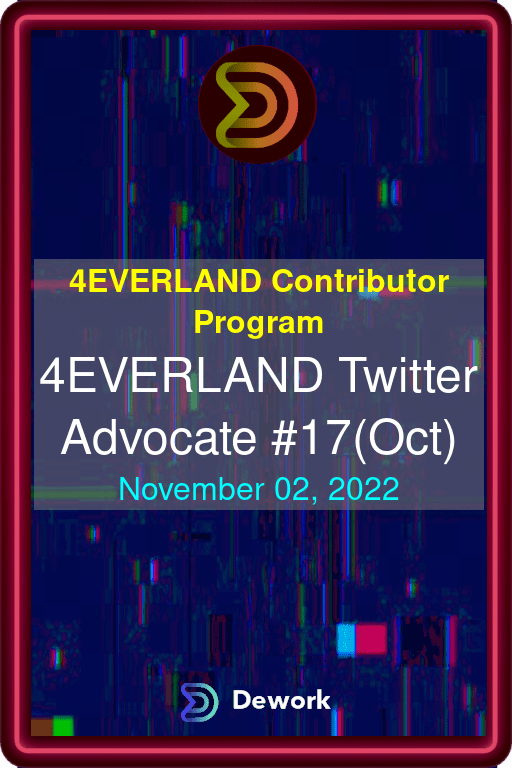 4EVERLAND Contributor
Program
4EVERLAND Twitter
Advocate #17(Oct)
November 02, 2022
Dework